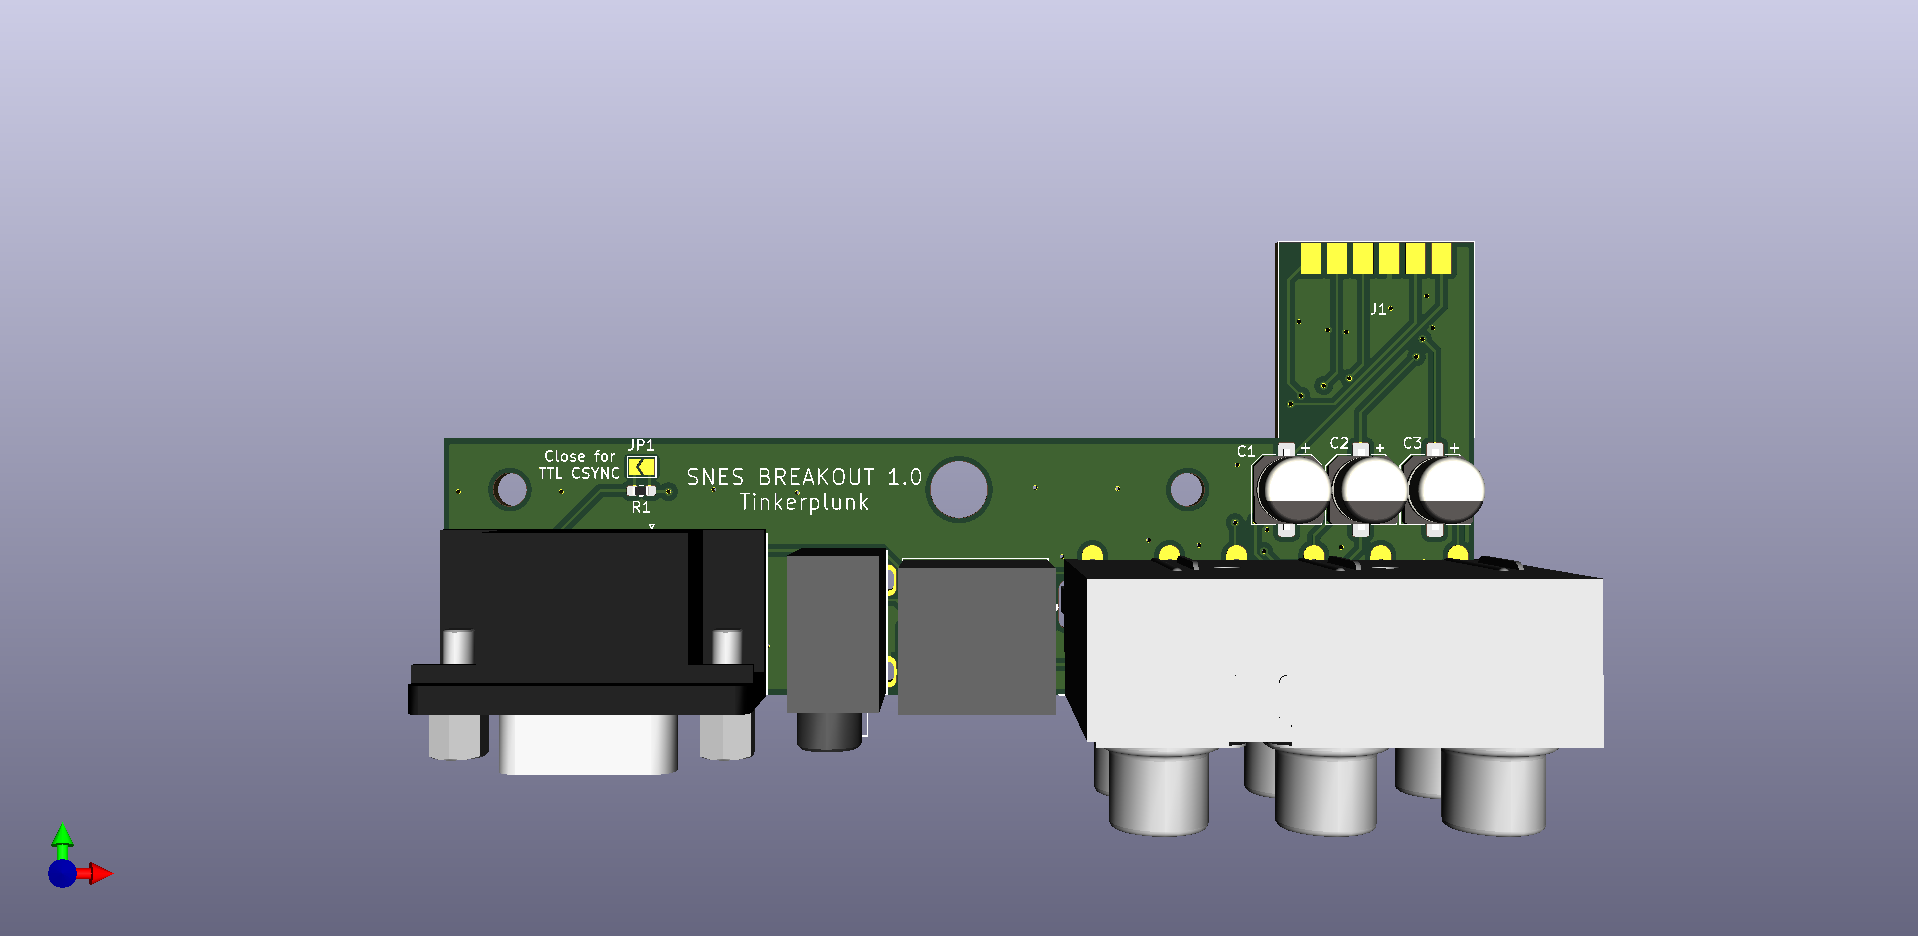 J1
JP1
Close for
TTL CSYNC
R1
SNES BREAKOUT 1.0
Tinkerplunk
C1 +
C2 +
C3 +